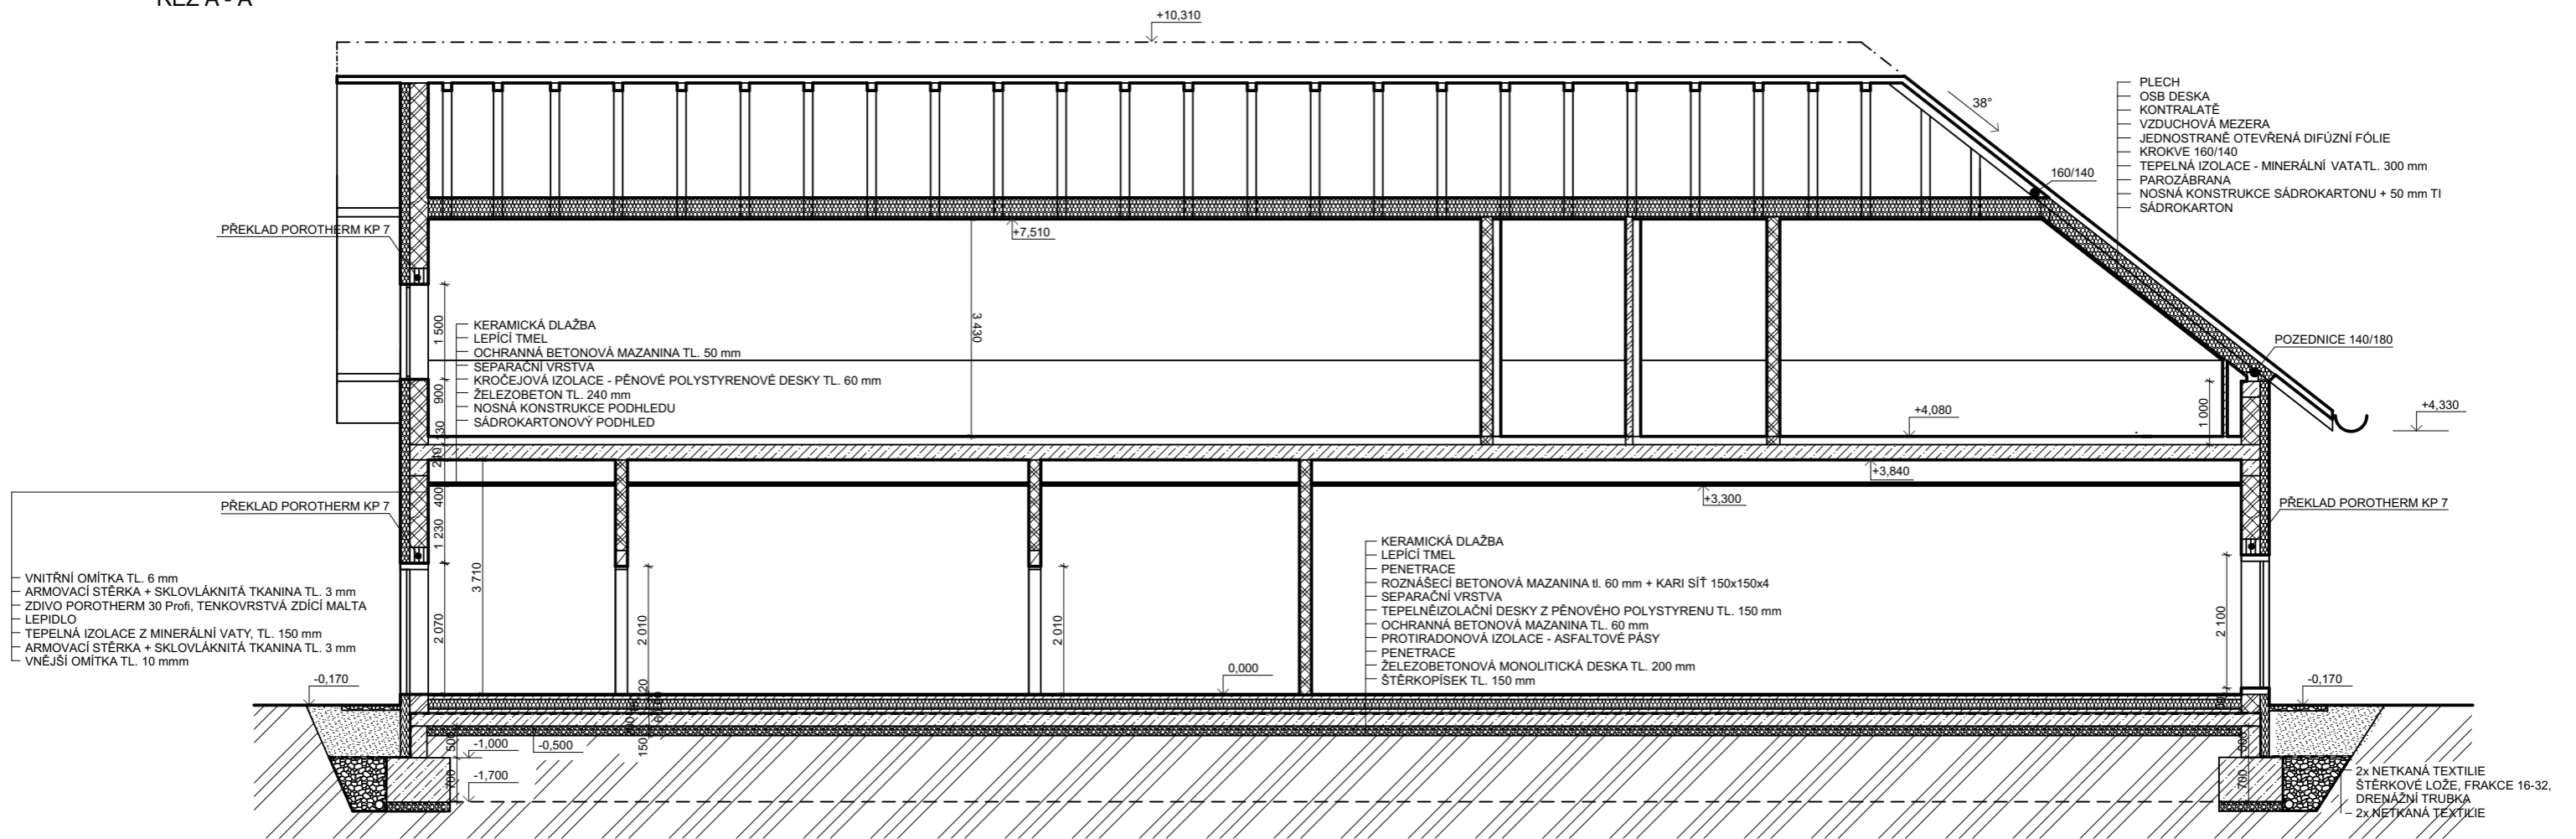 ŘEZ A - A
+10,310
38°
PLECH
OSB DESKA
KONTRALATĚ
VZDUCHOVÁ MEZERA
JEDNOSTRANĚ OTEVŘENÁ DIFÚZNÍ FÓLIE
KROKVE 160/140
TEPELNÁ IZOLACE - MINERÁLNÍ VATATL. 300 mm
PAROZÁBRANA
NOSNÁ KONSTRUKCE SÁDROKARTONU + 50 mm TI
SÁDROKARTON
160/140
PŘEKLAD POROTHERM KP 7
+7,510
1 500
900
130
240
400
1 230
2 070
3 430
KERAMICKÁ DLAŽBA
LEPÍCÍ TMEL
OCHRANNÁ BETONOVÁ MAZANINA TL. 50 mm
SEPARAČNÍ VRSTVA
KROČEJOVÁ IZOLACE - PĚNOVÉ POLYSTYRENOVÉ DESKY TL. 60 mm
ŽELEZOBETON TL. 240 mm
NOSNÁ KONSTRUKCE PODHLEDU
SÁDROKARTONOVÝ PODHLED
POZEDNICE 140/180
1 000
+4,080
+4,330
+3,840
+3,300
PŘEKLAD POROTHERM KP 7
PŘEKLAD POROTHERM KP 7
3 710
2 010
2 010
2 100
VNITŘNÍ OMÍTKA TL. 6 mm
ARMOVACÍ STĚRKA + SKLOVLÁKNITÁ TKANINA TL. 3 mm
ZDIVO POROTHERM 30 Profi, TENKOVRSTVÁ ZDÍCÍ MALTA
LEPIDLO
TEPELNÁ IZOLACE Z MINERÁLNÍ VATY, TL. 150 mm
ARMOVACÍ STĚRKA + SKLOVLÁKNITÁ TKANINA TL. 3 mm
VNĚJŠÍ OMÍTKA TL. 10 mmm
KERAMICKÁ DLAŽBA
LEPÍCÍ TMEL
PENETRACE
ROZNÁŠECÍ BETONOVÁ MAZANINA tl. 60 mm + KARI SÍŤ 150x150x4
SEPARAČNÍ VRSTVA
TEPELNĚIZOLAČNÍ DESKY Z PĚNOVÉHO POLYSTYRENU TL. 150 mm
OCHRANNÁ BETONOVÁ MAZANINA TL. 60 mm
PROTIRADONOVÁ IZOLACE - ASFALTOVÉ PÁSY
PENETRACE
ŽELEZOBETONOVÁ MONOLITICKÁ DESKA TL. 200 mm
ŠTĚRKOPÍSEK TL. 150 mm
0,000
-0,170
-0,170
150
-1,000
-0,500
700
-1,700
700
2x NETKANÁ TEXTILIE
ŠTĚRKOVÉ LOŽE, FRAKCE 16-32,
DRENÁŽNÍ TRUBKA
2x NETKANÁ TEXTILIE